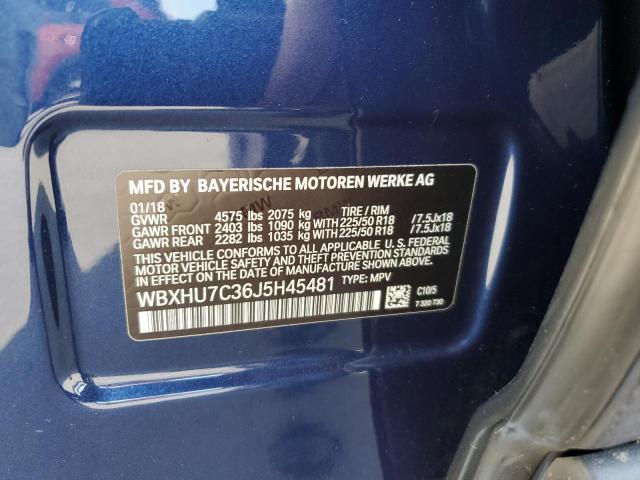 MFD BY BAYERISCHE MOTOREN WERKE AG
01/18
GVWR 4575 lbs 2075 kg TIRE / RIM
GAWR FRONT 2403 lbs 1090 kg WITH 225/50 R18 /7.5Jx18
GAWR REAR 2282 lbs 1035 kg WITH 225/50 R18 /7.5Jx18
THIS VEHICLE CONFORMS TO ALL APPLICABLE U.S. FEDERAL
MOTOR VEHICLE SAFETY AND THEFT PREVENTION STANDARDS
IN EFFECT ON THE DATE OF MANUFACTURE SHOWN ABOVE.
WBXHU7C36J5H45481 TYPE: MPV
C10/5
7 320 730